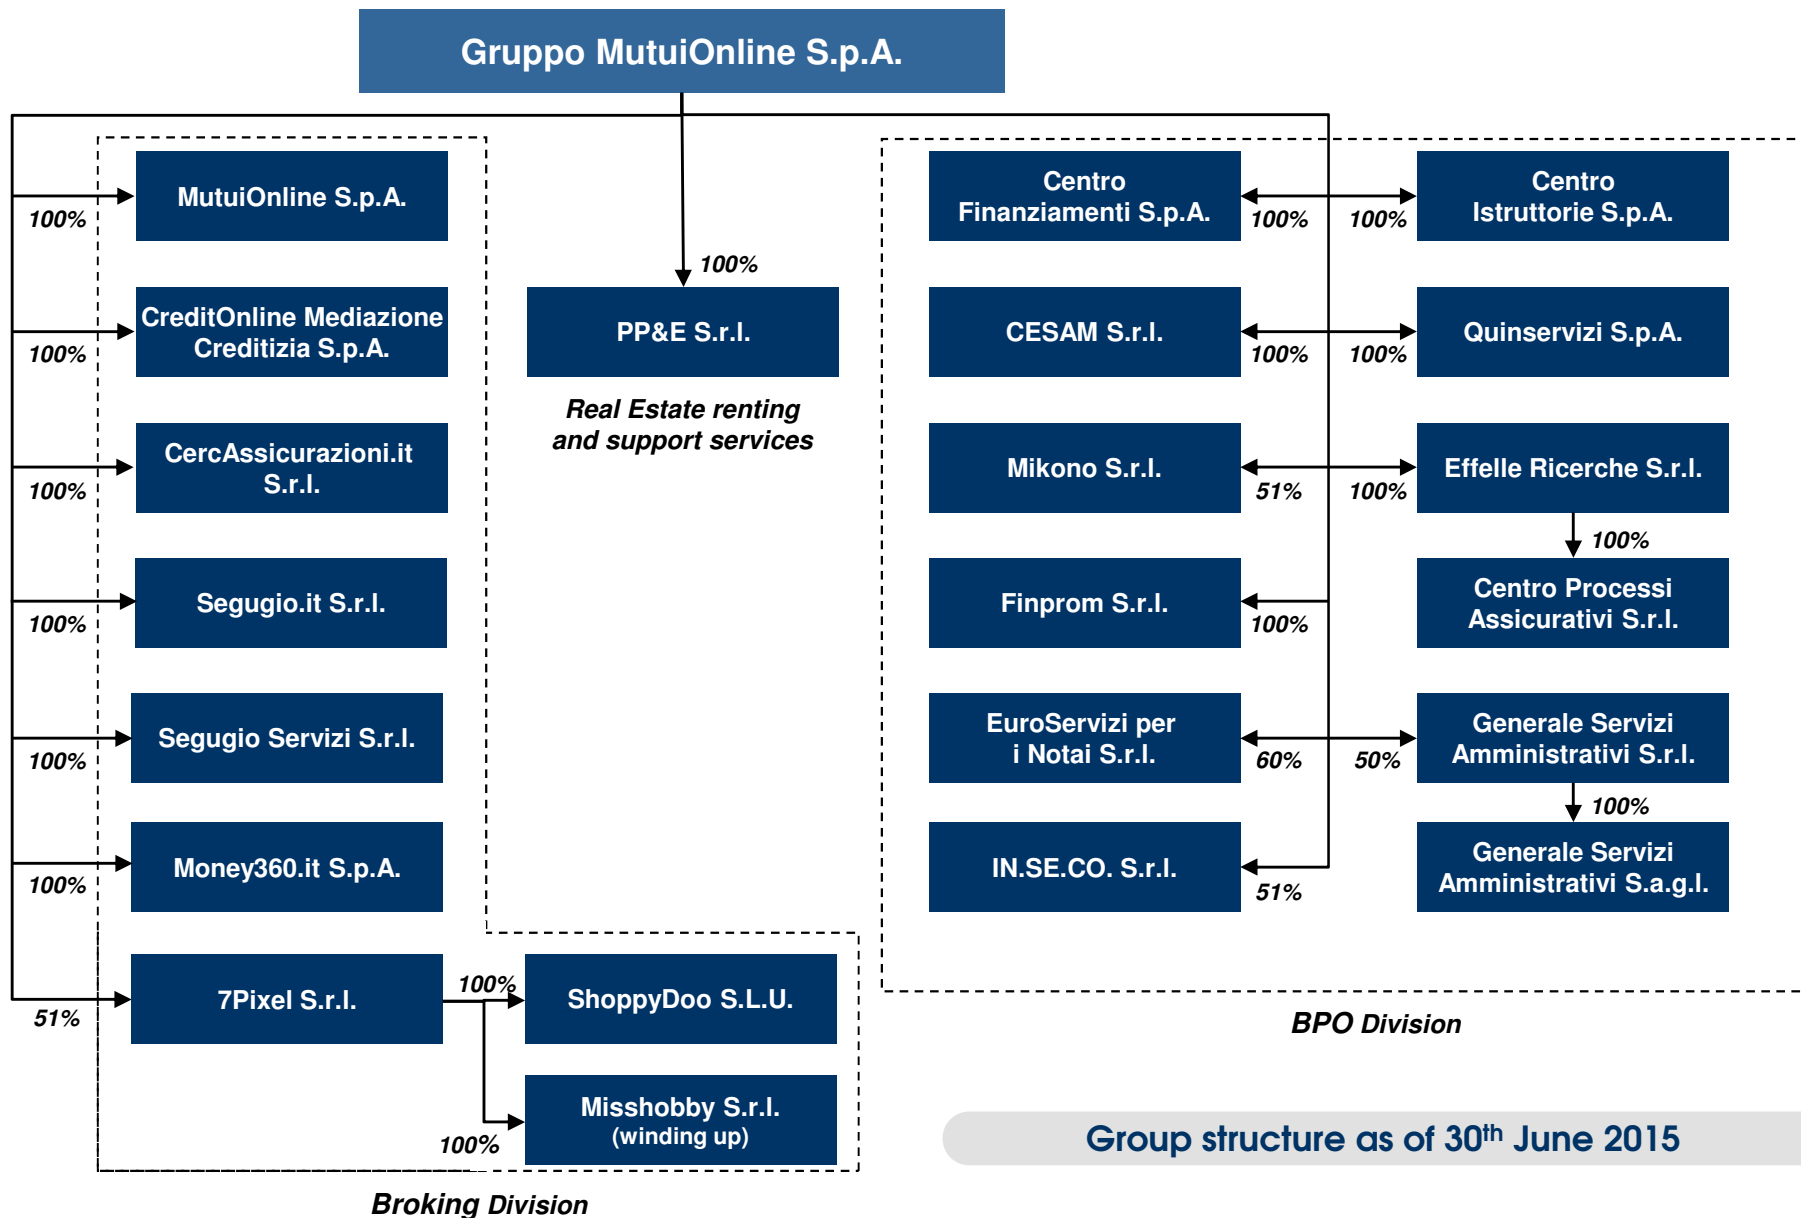 Gruppo MutuiOnline S.p.A.
MutuiOnline S.p.A.
100%
CreditOnline Mediazione
Creditizia S.p.A.
100%
CercAssicurazioni.it
S.r.l.
100%
Segugio.it S.r.l.
100%
Segugio Servizi S.r.l.
100%
Money360.it S.p.A.
100%
7Pixel S.r.l.
51%
100%
ShoppyDoo S.L.U.
Misshobby S.r.l.
(winding up)
100%
Broking Division
100%
PP&E S.r.l.
Real Estate renting
and support services
Centro
Finanziamenti S.p.A.
100%
100%
Centro
Istruttorie S.p.A.
CESAM S.r.l.
100%
100%
Quinservizi S.p.A.
Mikono S.r.l.
51%
100%
Effelle Ricerche S.r.l.
100%
Finprom S.r.l.
100%
Centro Processi
Assicurativi S.r.l.
EuroServizi per
i Notai S.r.l.
60%
50%
Generale Servizi
Amministrativi S.r.l.
100%
IN.SE.CO. S.r.l.
51%
Generale Servizi
Amministrativi S.a.g.l.
BPO Division
Group structure as of 30th June 2015